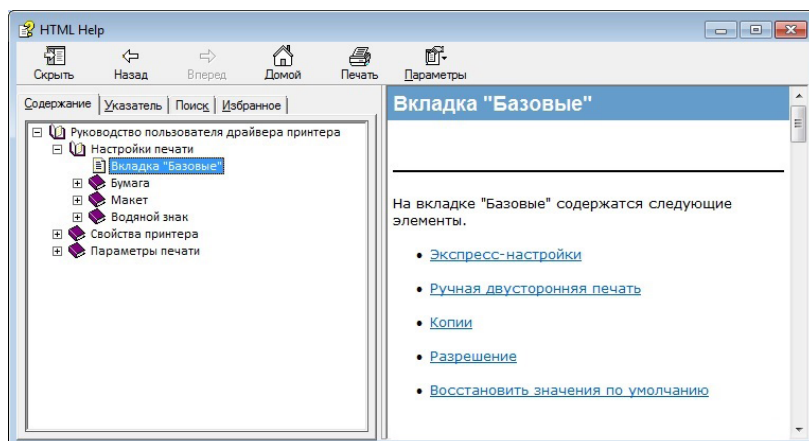 HTML Help
Скрыть Назад Вперед Домой Печать Параметры
Содержание Указатель Поиск Избранное
Руководство пользователя драйвера принтера
Настройки печати
Вкладка "Базовые"
Бумага
Макет
Водяной знак
Свойства принтера
Параметры печати
Вкладка "Базовые"
На вкладке "Базовые" содержатся следующие
элементы.
• Экспресс-настройки
• Ручная двусторонняя печать
• Копии
• Разрешение
• Восстановить значения по умолчанию